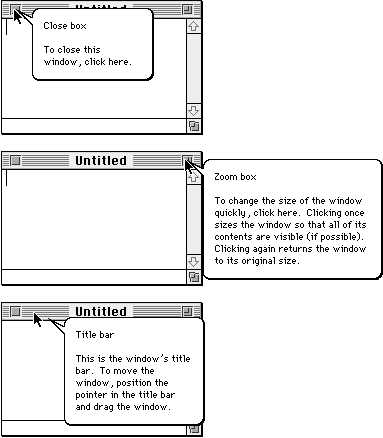 Untitled
Close box
To close this
window, click here.
Untitled
Zoom box
To change the size of the window
quickly, click here. Clicking once
sizes the window so that all of its
contents are visible (if possible).
Clicking again returns the window
to its original size.
Untitled
Title bar
This is the window's title
bar. To move the
window, position the
pointer in the title bar
and drag the window.